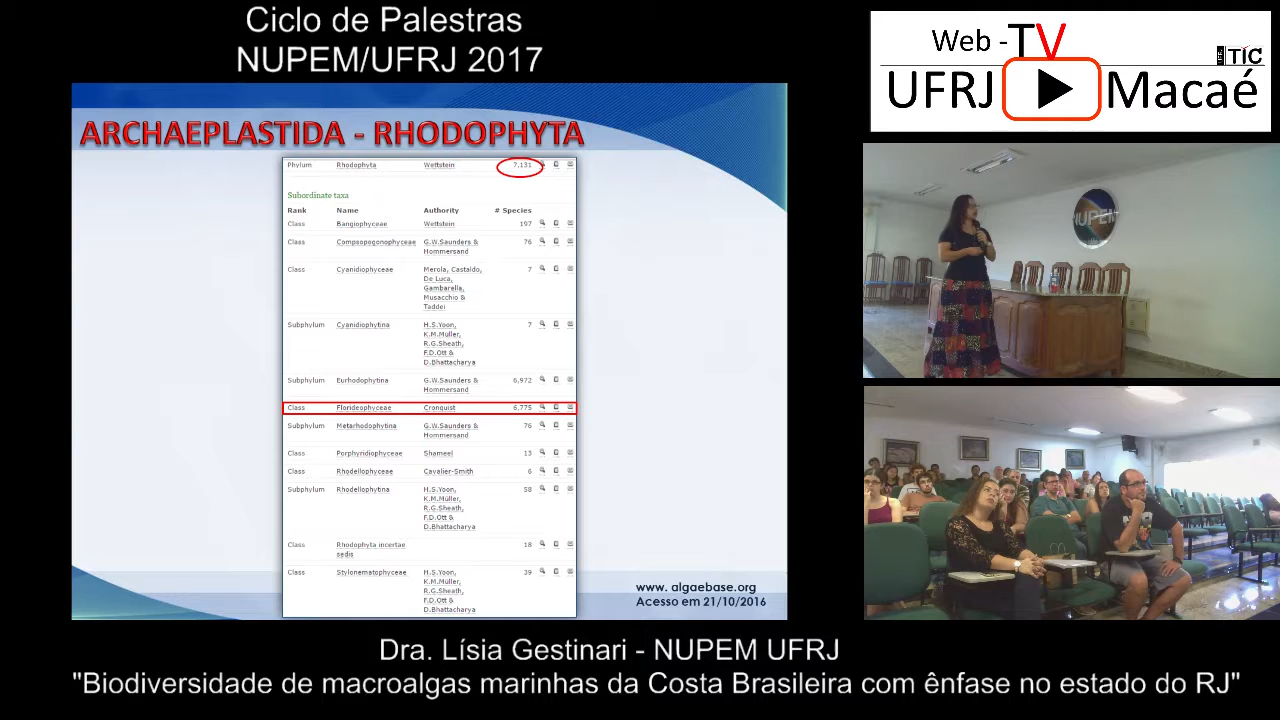 Ciclo de Palestras
NUPEM/UFRJ 2017
Web - TV
TIC
UFRJ Macaé
ARCHAEPLASTIDA - RHODOPHYTA
Phylum Rhodophyta Wettstein 7,131
Subordinate taxa
Rank Name Authority # Species
Class Bangiophyceae Wettstein 197
Class Compsopogonophyceae G.W.Saunders & 76
Hommersand
Class Cyanidiophyceae Merola, Castaldo, 7
De Luca,
Gambarella,
Musacchio &
Taddei
Subphylum Cyanidiophytina H.S.Yoon, 7
K.M.Müller,
R.G.Sheath,
F.D.Ott &
D.Bhattacharya
Subphylum Eurhodophytina G.W.Saunders & 6,972
Hommersand
Class Florideophyceae Cronquist 6,775
Subphylum Metarhodophytina G.W.Saunders & 76
Hommersand
Class Porphyridiophyceae Shameel 13
Class Rhodellophyceae Cavalier-Smith 6
Subphylum Rhodellophytina H.S.Yoon, 58
K.M.Müller,
R.G.Sheath,
F.D.Ott &
D.Bhattacharya
Class Rhodophyta incertae 18
sedis
Class Stylonematophyceae H.S.Yoon, 39
K.M.Müller,
R.G.Sheath,
F.D.Ott &
D.Bhattacharya
www. algaebase.org
Acesso em 21/10/2016
NUPEM
Dra. Lísia Gestinari - NUPEM UFRJ
"Biodiversidade de macroalgas marinhas da Costa Brasileira com ênfase no estado do RJ"